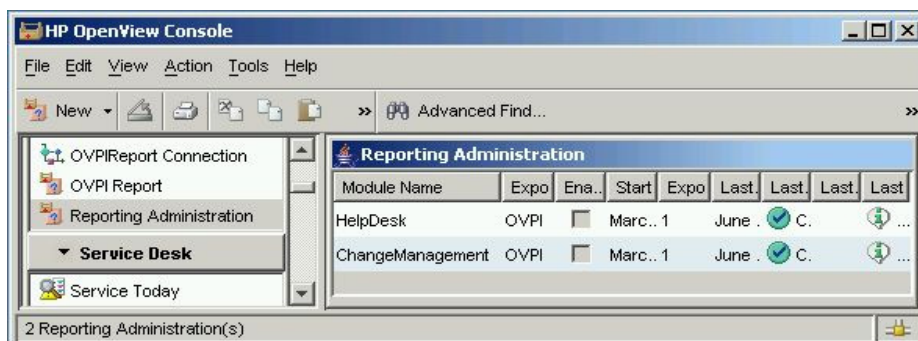 HP OpenView Console
File Edit View Action Tools Help
New » Advanced Find... »
OVPIReport Connection
OVPI Report
Reporting Administration
Service Desk
Service Today
Reporting Administration
Module Name Expo Ena.. Start Expo Last. Last. Last. Last
HelpDesk OVPI Marc.. 1 June . C. ...
ChangeManagement OVPI Marc.. 1 June . C. ...
2 Reporting Administration(s)